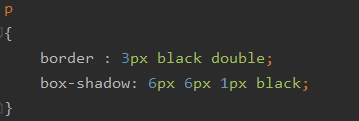 p
{
border : 3px black double;
box-shadow: 6px 6px 1px black;
}